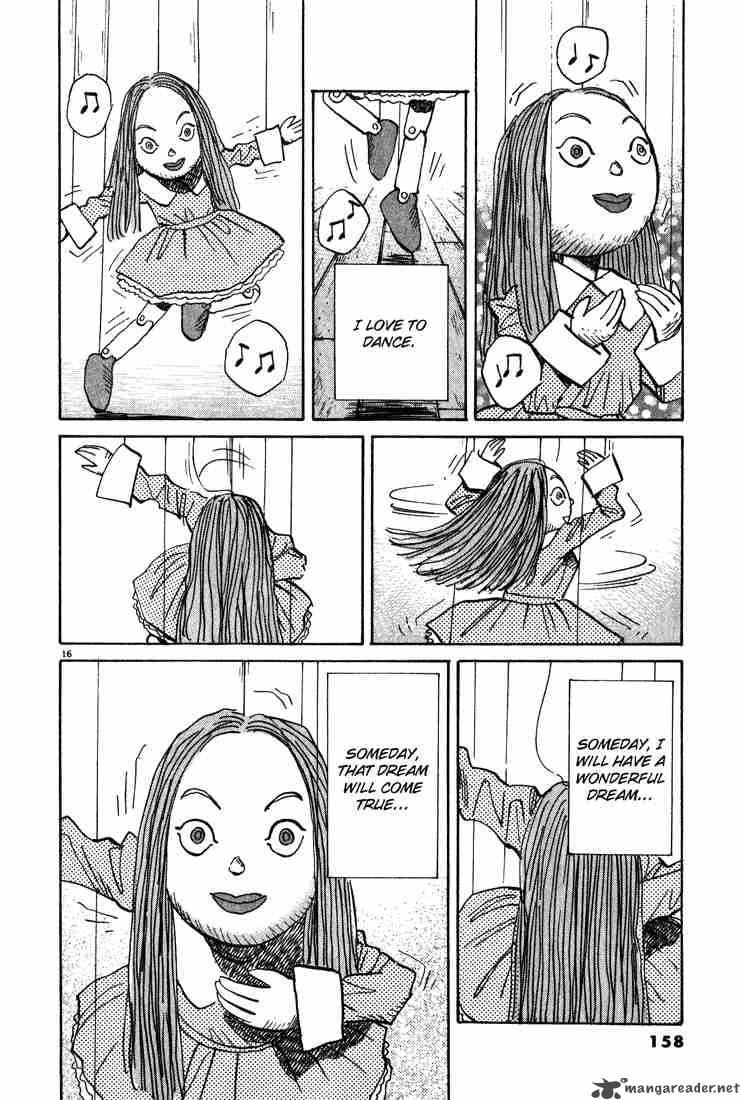 I LOVE TO
DANCE.
16
SOMEDAY, I
WILL HAVE A
WONDERFUL
DREAM...
SOMEDAY,
THAT DREAM
WILL COME
TRUE...
158
mangareader.net